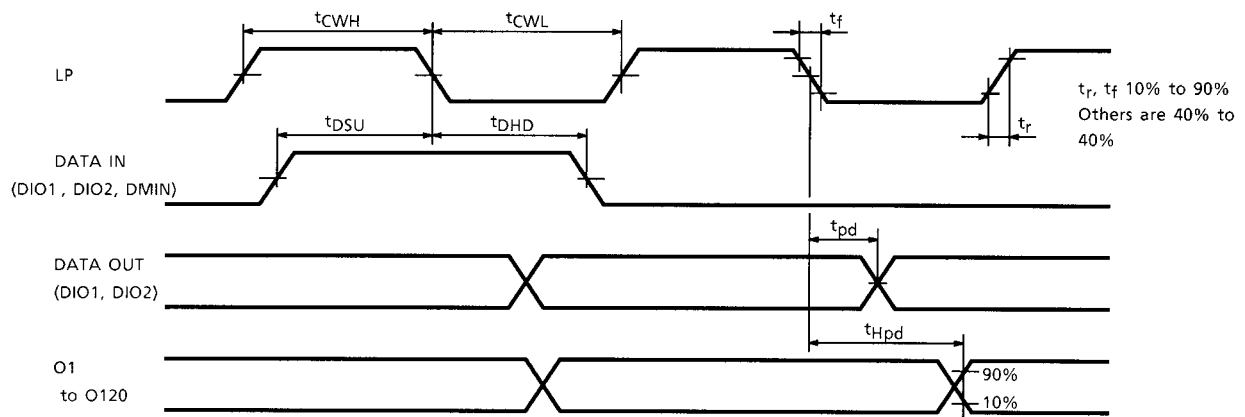 tCWH
tCWL
tf
LP
tr, tf 10% to 90%
Others are 40% to
40%
tr
tDSU
tDHD
DATA IN
(DIO1 , DIO2, DMIN)
tpd
DATA OUT
(DIO1, DIO2)
tHpd
O1
to O120
90%
10%